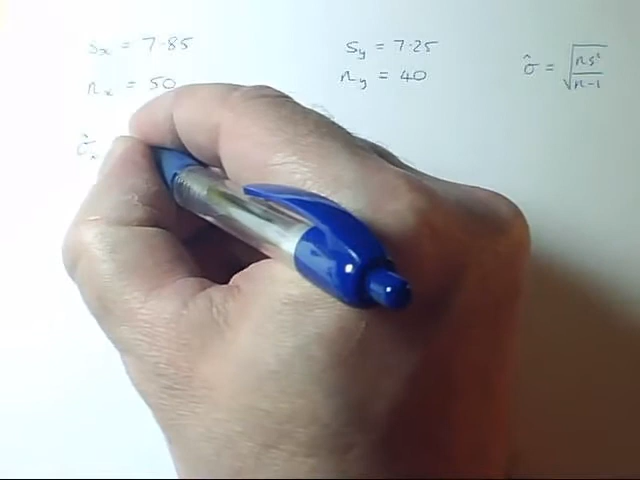 Sx = 7.85
nx = 50
σ̂x
Sy = 7.25
ny = 40
σ̂ = √(ns²/n-1)